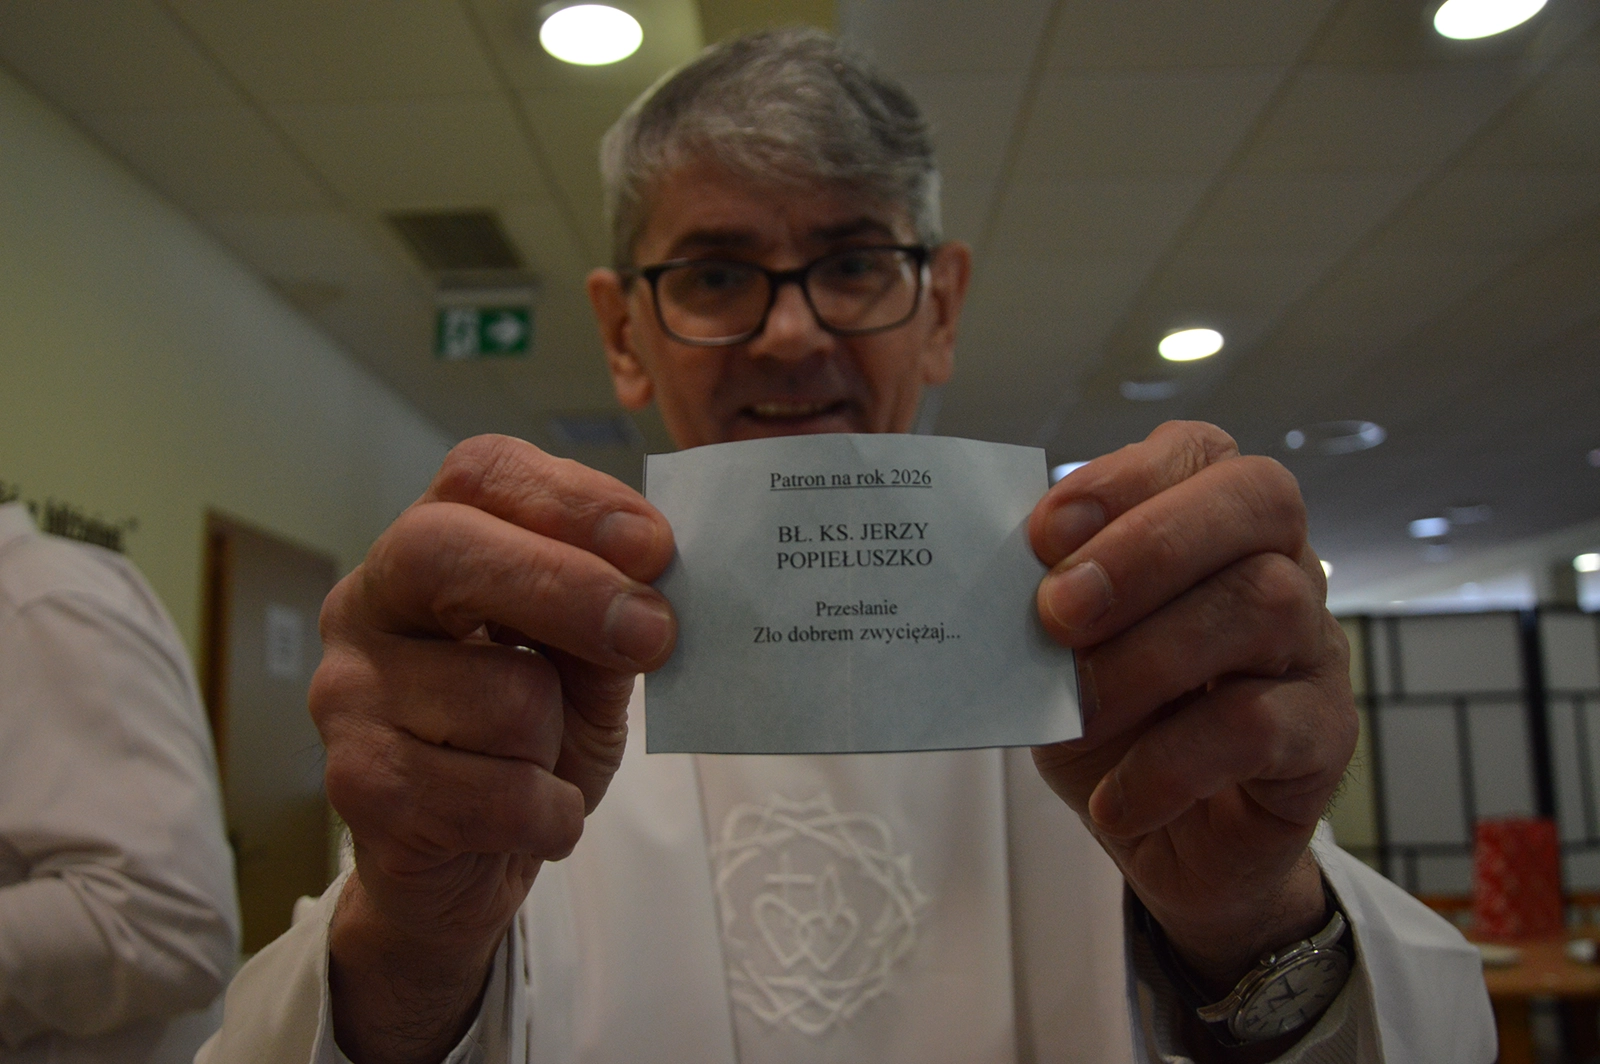 Patron na rok 2026
BŁ. KS. JERZY
POPIEŁUSZKO
Przesłanie
Zło dobrem zwyciężaj...